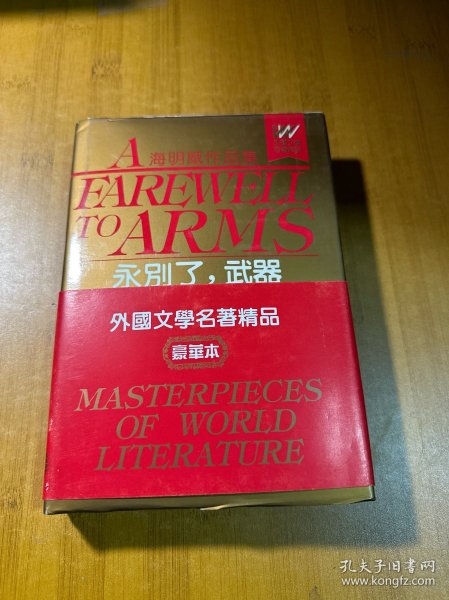 A 海明威作品集
W
FAREWELL
TO ARMS
永別了，武器
外國文學名著精品
豪華本
MASTERPIECES
OF WORLD
LITERATURE
孔夫子旧书网
www.kongfz.com